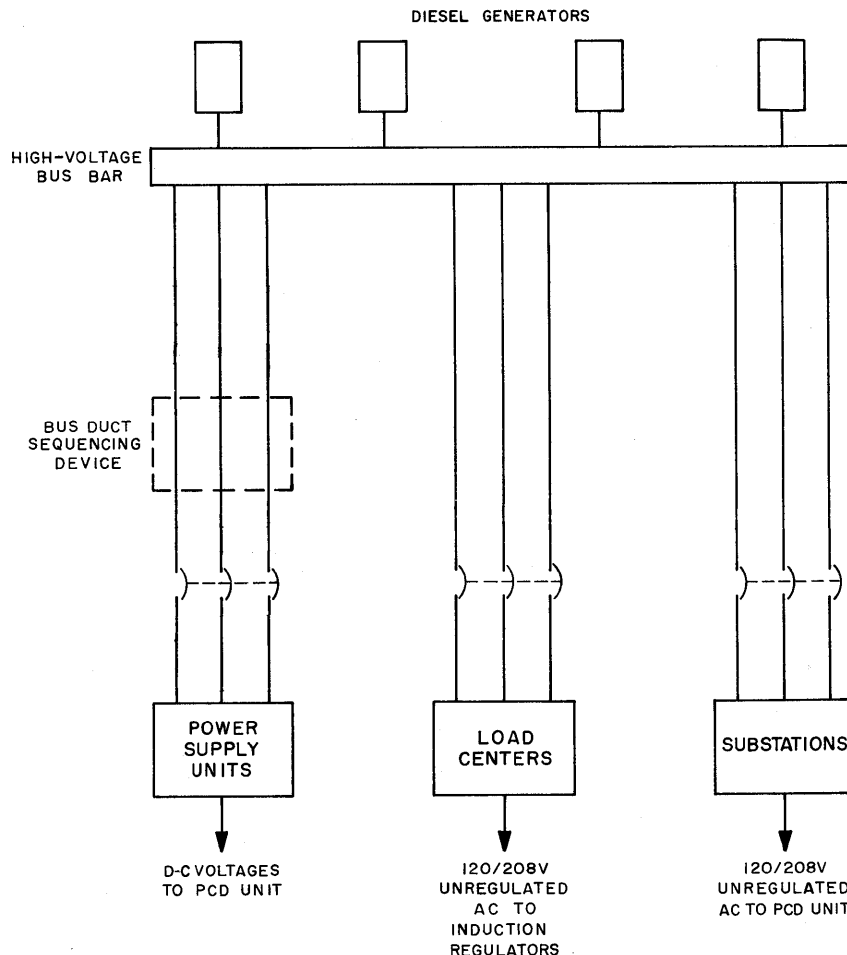 DIESEL GENERATORS
HIGH-VOLTAGE
BUS BAR
BUS DUCT
SEQUENCING
DEVICE
POWER
SUPPLY
UNITS
LOAD
CENTERS
SUBSTATIONS
D-C VOLTAGES
TO PCD UNIT
120/208V
UNREGULATED
AC TO
INDUCTION
REGULATORS
120/208V
UNREGULATED
AC TO PCD UNIT